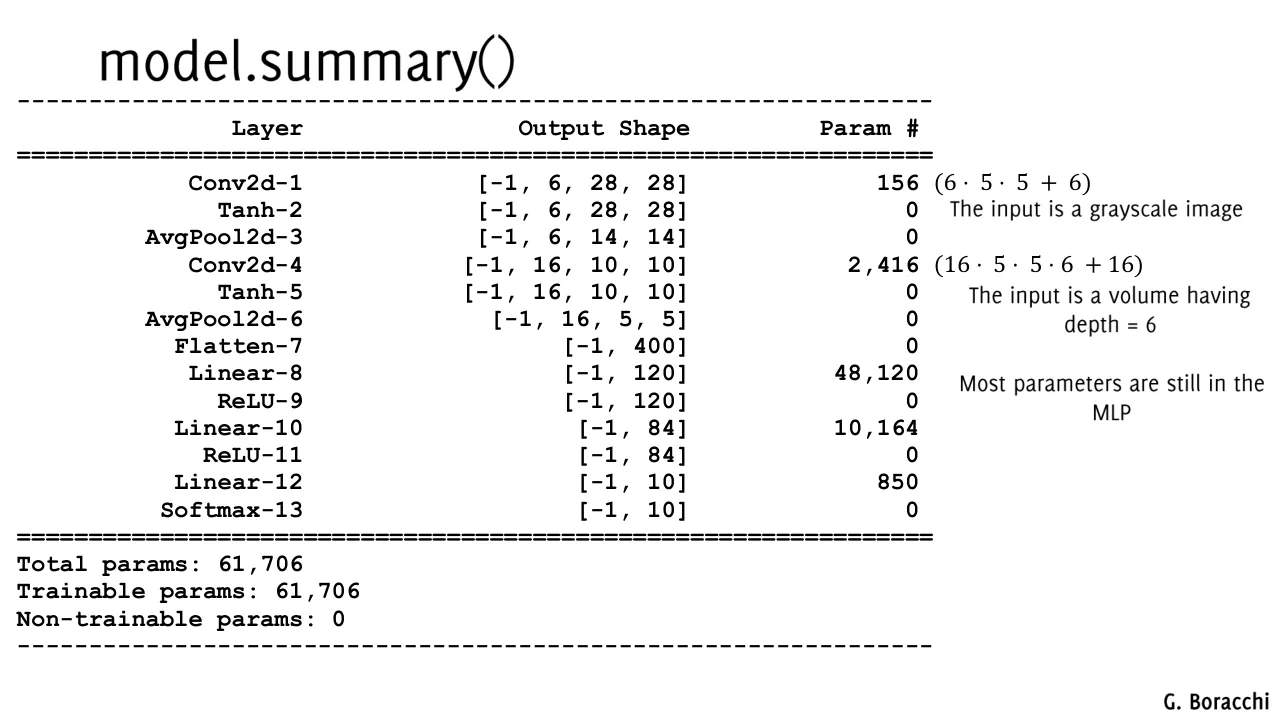 model.summary()
----------------------------------------------------------------
Layer Output Shape Param #
================================================================
Conv2d-1 [-1, 6, 28, 28] 156 (6 · 5 · 5 + 6)
Tanh-2 [-1, 6, 28, 28] 0 The input is a grayscale image
AvgPool2d-3 [-1, 6, 14, 14] 0
Conv2d-4 [-1, 16, 10, 10] 2,416 (16 · 5 · 5 · 6 + 16)
Tanh-5 [-1, 16, 10, 10] 0 The input is a volume having
AvgPool2d-6 [-1, 16, 5, 5] 0 depth = 6
Flatten-7 [-1, 400] 0
Linear-8 [-1, 120] 48,120 Most parameters are still in the
ReLU-9 [-1, 120] 0 MLP
Linear-10 [-1, 84] 10,164
ReLU-11 [-1, 84] 0
Linear-12 [-1, 10] 850
Softmax-13 [-1, 10] 0
================================================================
Total params: 61,706
Trainable params: 61,706
Non-trainable params: 0
----------------------------------------------------------------
G. Boracchi